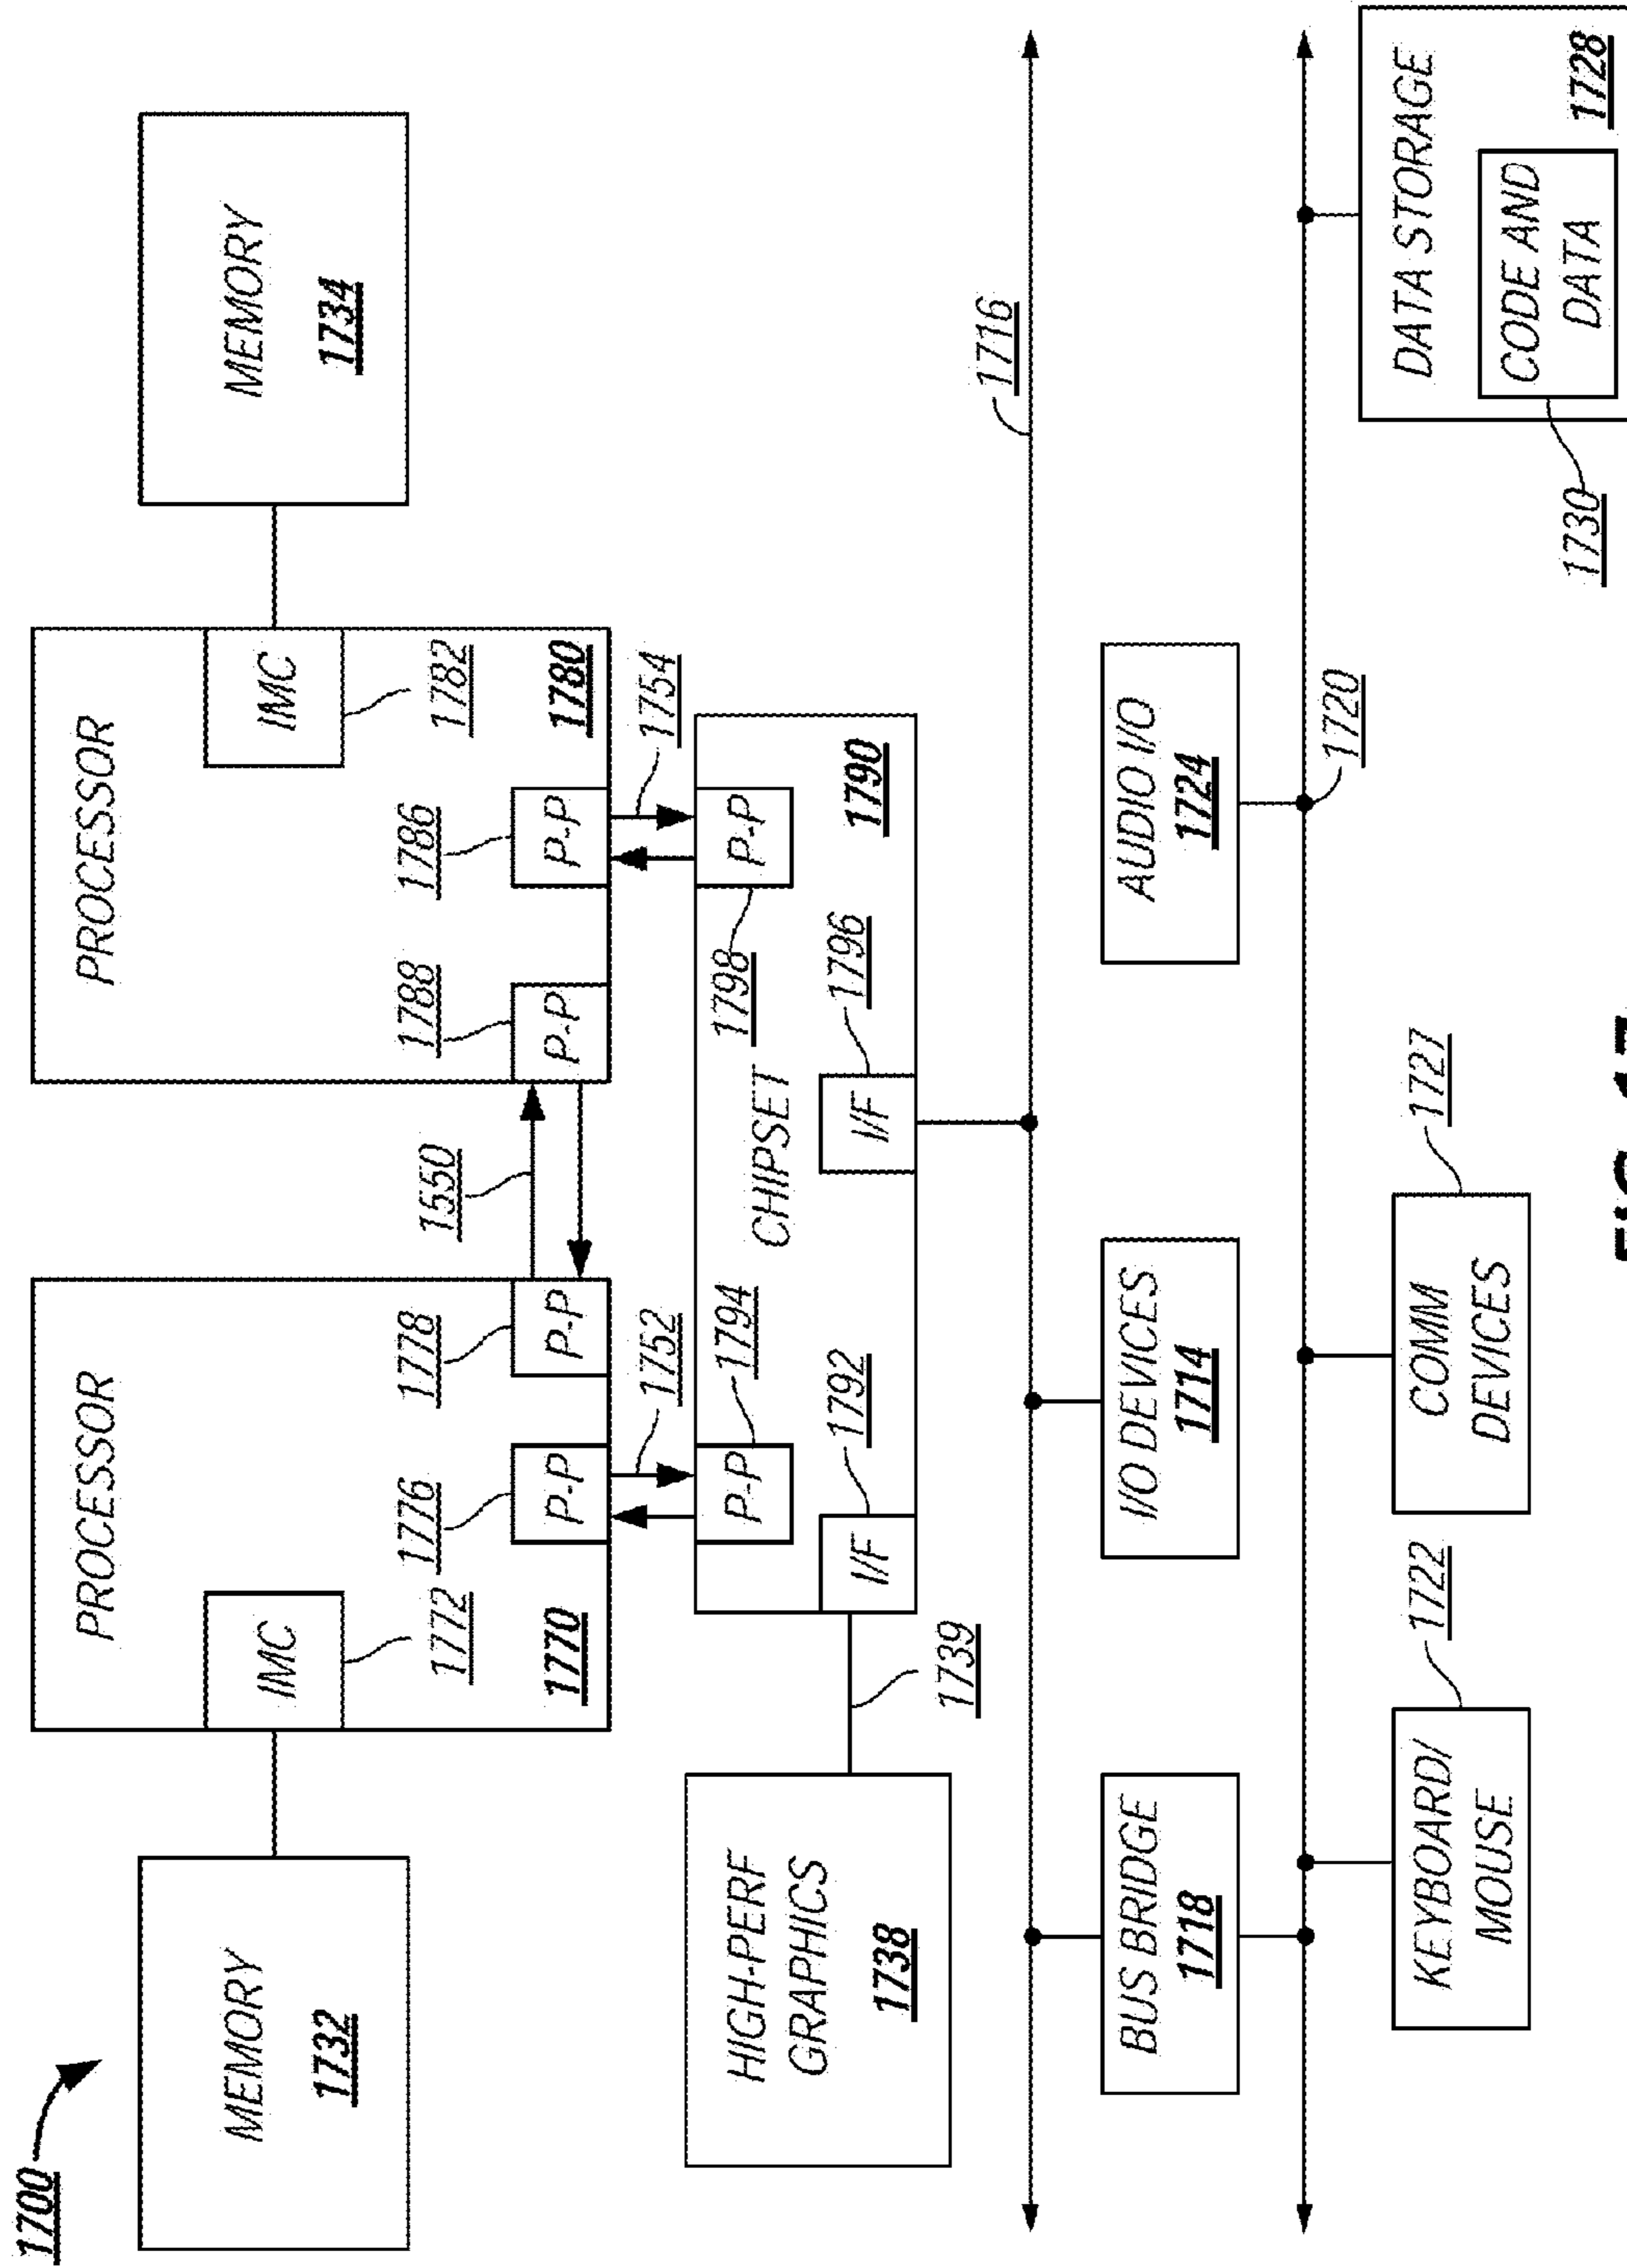 1700
MEMORY
1732
PROCESSOR
IMC
1772
1770
1776
P-P
1778
P-P
1550
PROCESSOR
1788
P-P
1786
P-P
IMC
1782
1780
MEMORY
1734
1752
1754
HIGH-PERF
GRAPHICS
1738
1739
P-P
1794
I/F
1792
CHIPSET
P-P
1798
I/F
1796
1790
1716
BUS BRIDGE
1718
I/O DEVICES
1714
AUDIO I/O
1724
1720
KEYBOARD/
MOUSE
1722
COMM
DEVICES
1727
DATA STORAGE
CODE AND
DATA
1728
1730